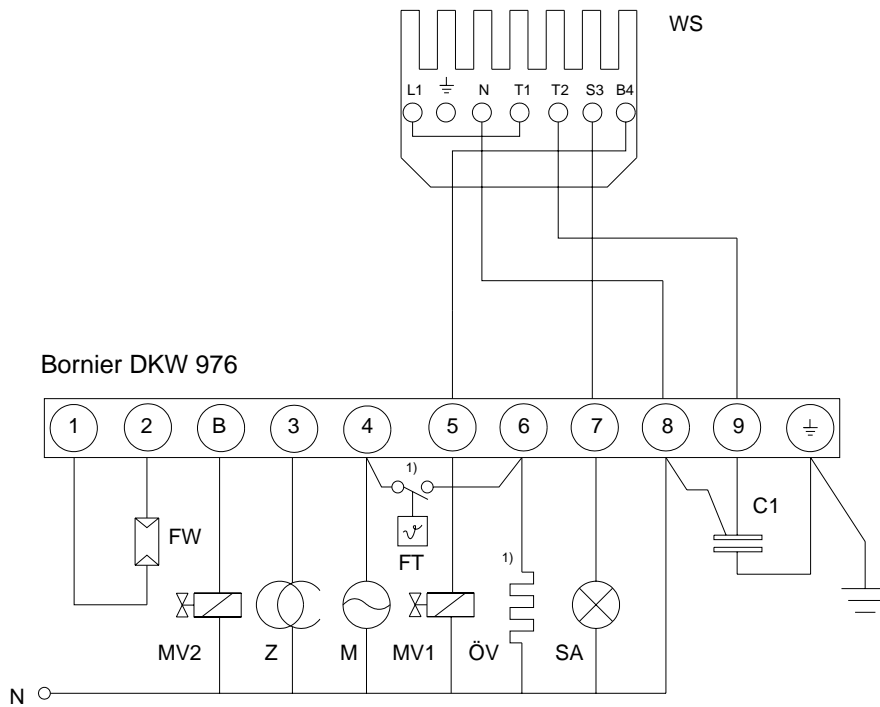 WS
L1 N T1 T2 S3 B4
Bornier DKW 976
1 2 B 3 4 5 6 7 8 9
1)
C1
FW
FT
1)
MV2 Z M MV1 ÖV SA
N